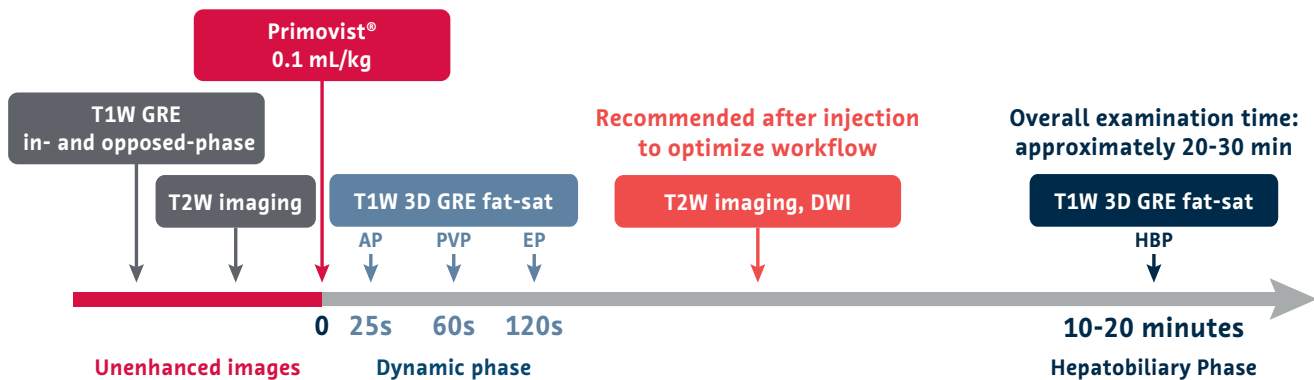 Primovist®
0.1 mL/kg
T1W GRE
in- and opposed-phase
T2W imaging
T1W 3D GRE fat-sat
AP PVP EP
Recommended after injection
to optimize workflow
T2W imaging, DWI
Overall examination time:
approximately 20-30 min
T1W 3D GRE fat-sat
HBP
0 25s 60s 120s
10-20 minutes
Unenhanced images
Dynamic phase
Hepatobiliary Phase